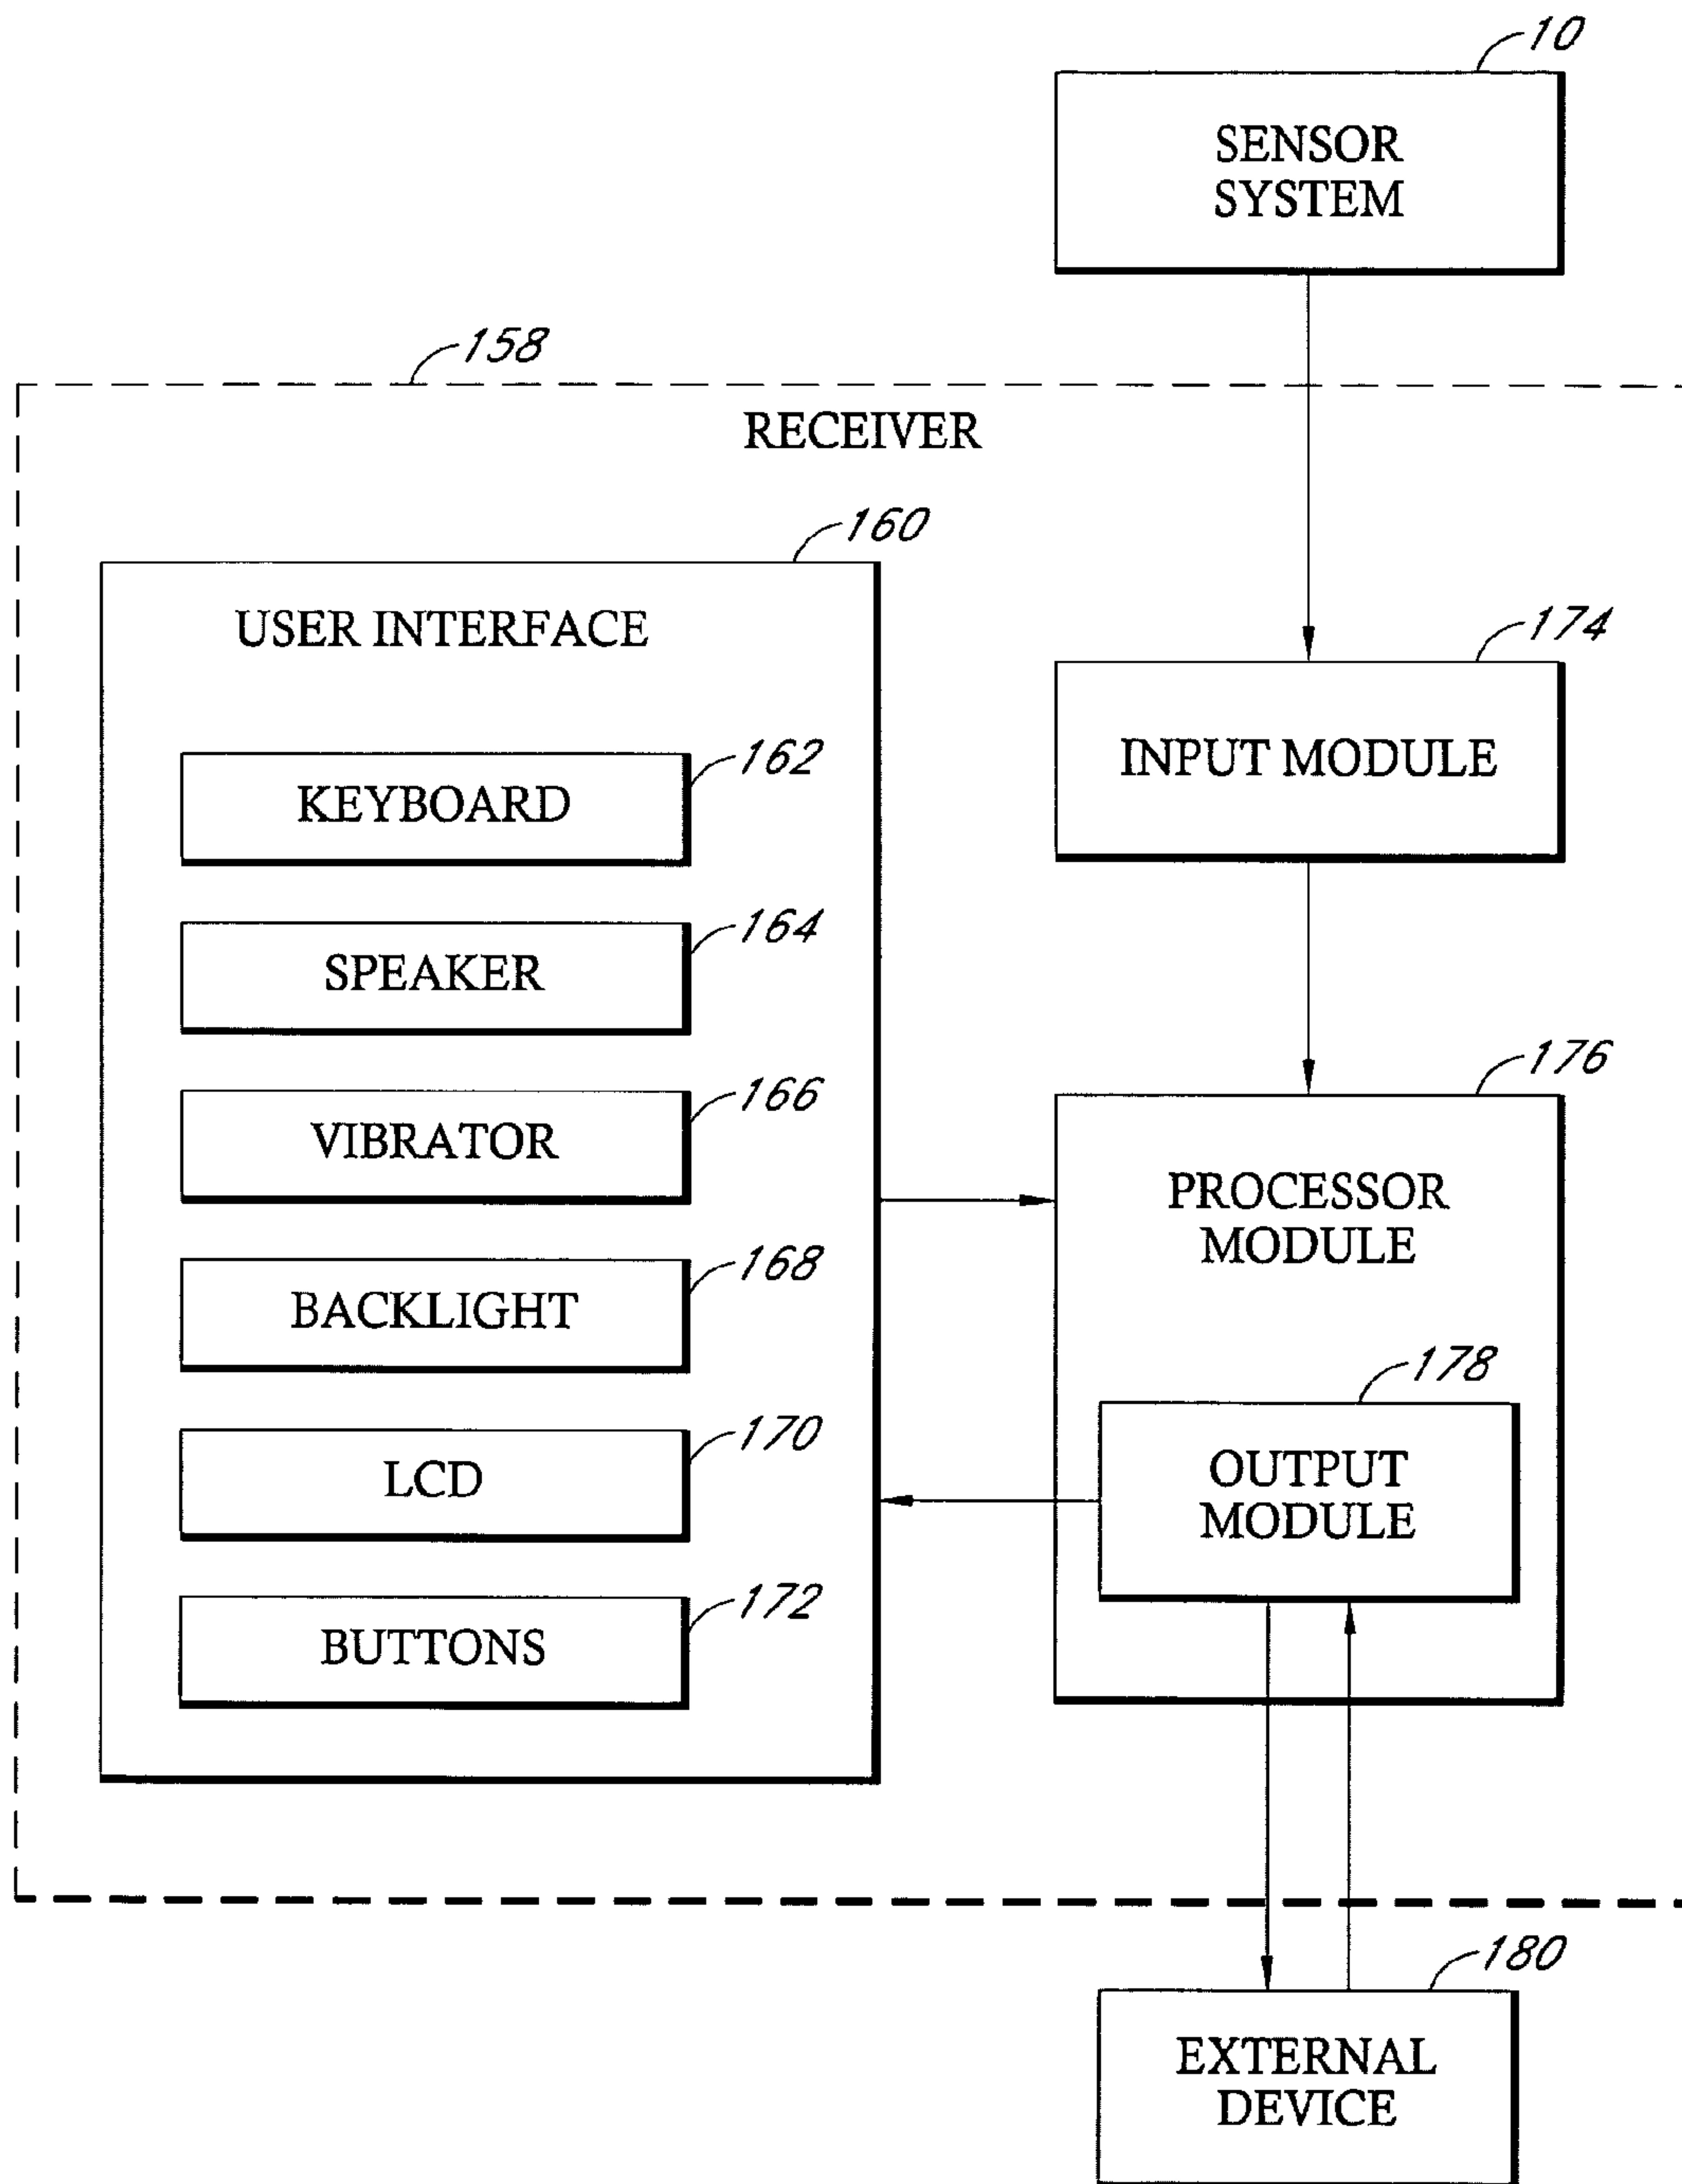 10
SENSOR
SYSTEM
158
RECEIVER
160
USER INTERFACE
174
INPUT MODULE
162
KEYBOARD
164
SPEAKER
166
VIBRATOR
176
PROCESSOR
MODULE
168
BACKLIGHT
178
OUTPUT
MODULE
170
LCD
172
BUTTONS
180
EXTERNAL
DEVICE